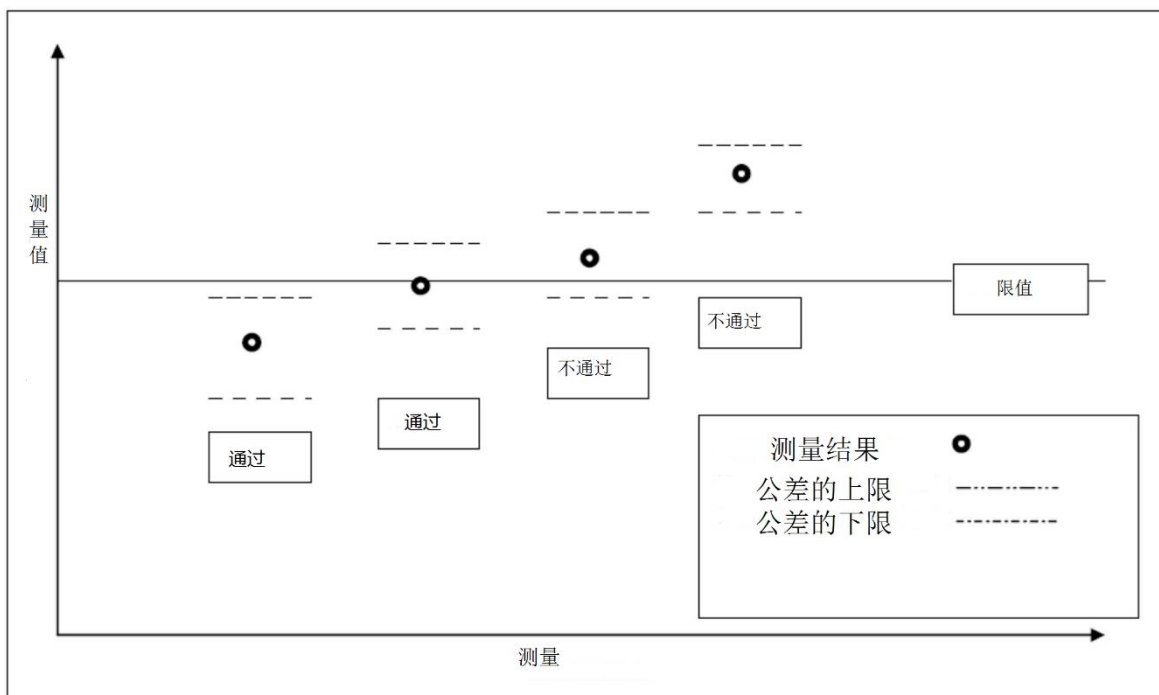 测量值
限值
不通过
不通过
通过
通过
测量结果
公差的上限
公差的下限
测量